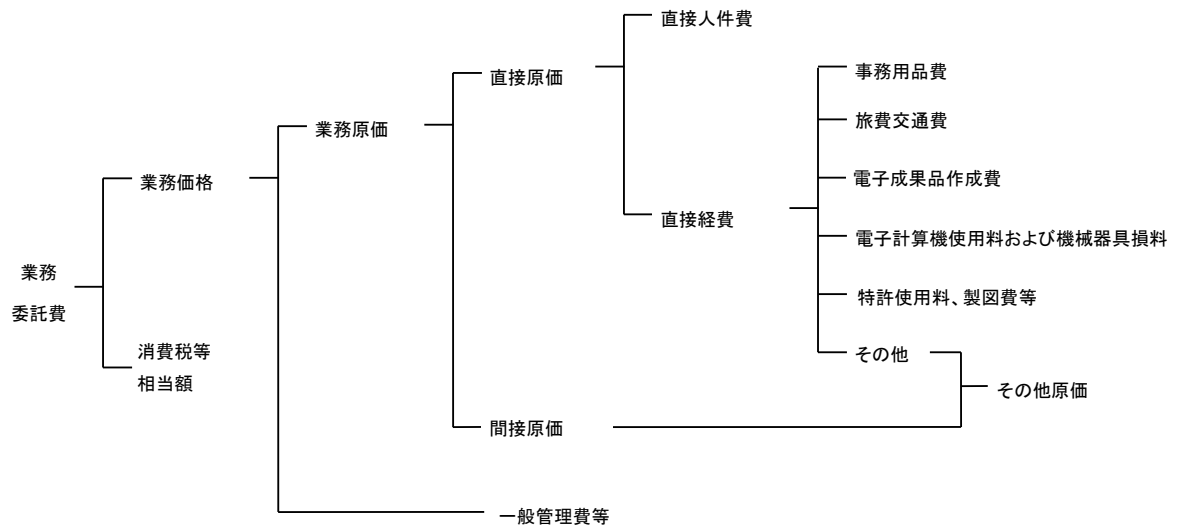 直接人件費
事務用品費
直接原価
旅費交通費
業務原価
電子成果品作成費
業務価格
直接経費
電子計算機使用料および機械器具損料
業務
委託費
特許使用料、製図費等
消費税等
相当額
その他
その他原価
間接原価
一般管理費等